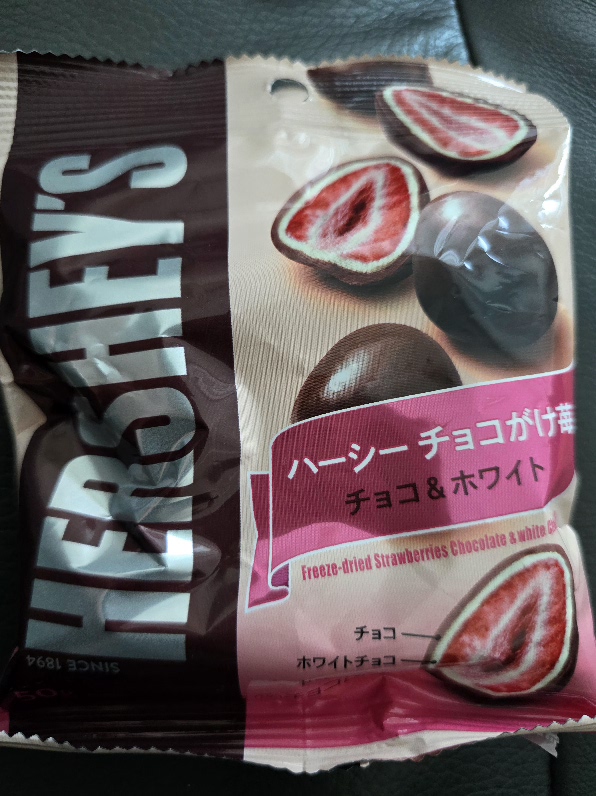 HERSHEY'S
SINCE 1894
ハーシー チョコがけ苺
チョコ&ホワイト
Freeze-dried Strawberries Chocolate & white
チョコ
ホワイトチョコ
50g